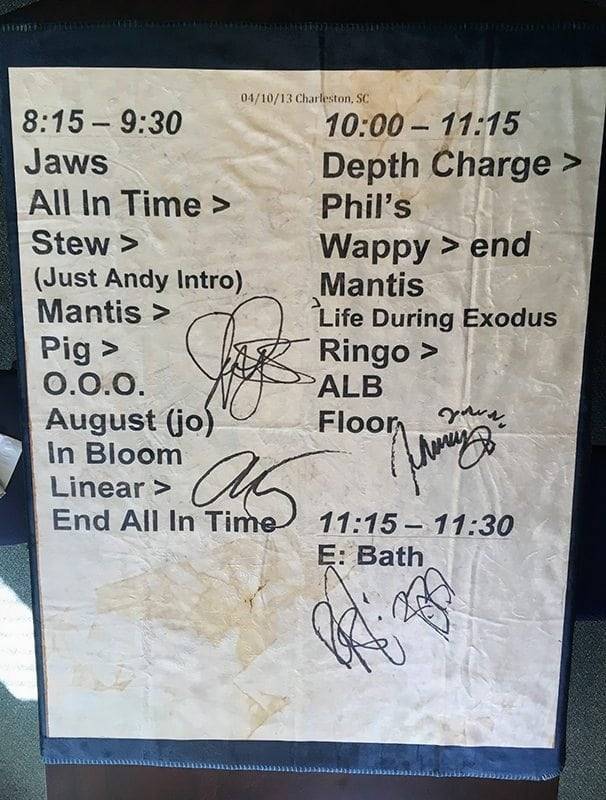 04/10/13 Charleston, SC
8:15 – 9:30
Jaws
All In Time >
Stew >
(Just Andy Intro)
Mantis >
Pig >
O.O.O.
August (jo)
In Bloom
Linear >
End All In Time
10:00 – 11:15
Depth Charge >
Phil's
Wappy > end
Mantis
Life During Exodus
Ringo >
ALB
Floor
11:15 – 11:30
E: Bath